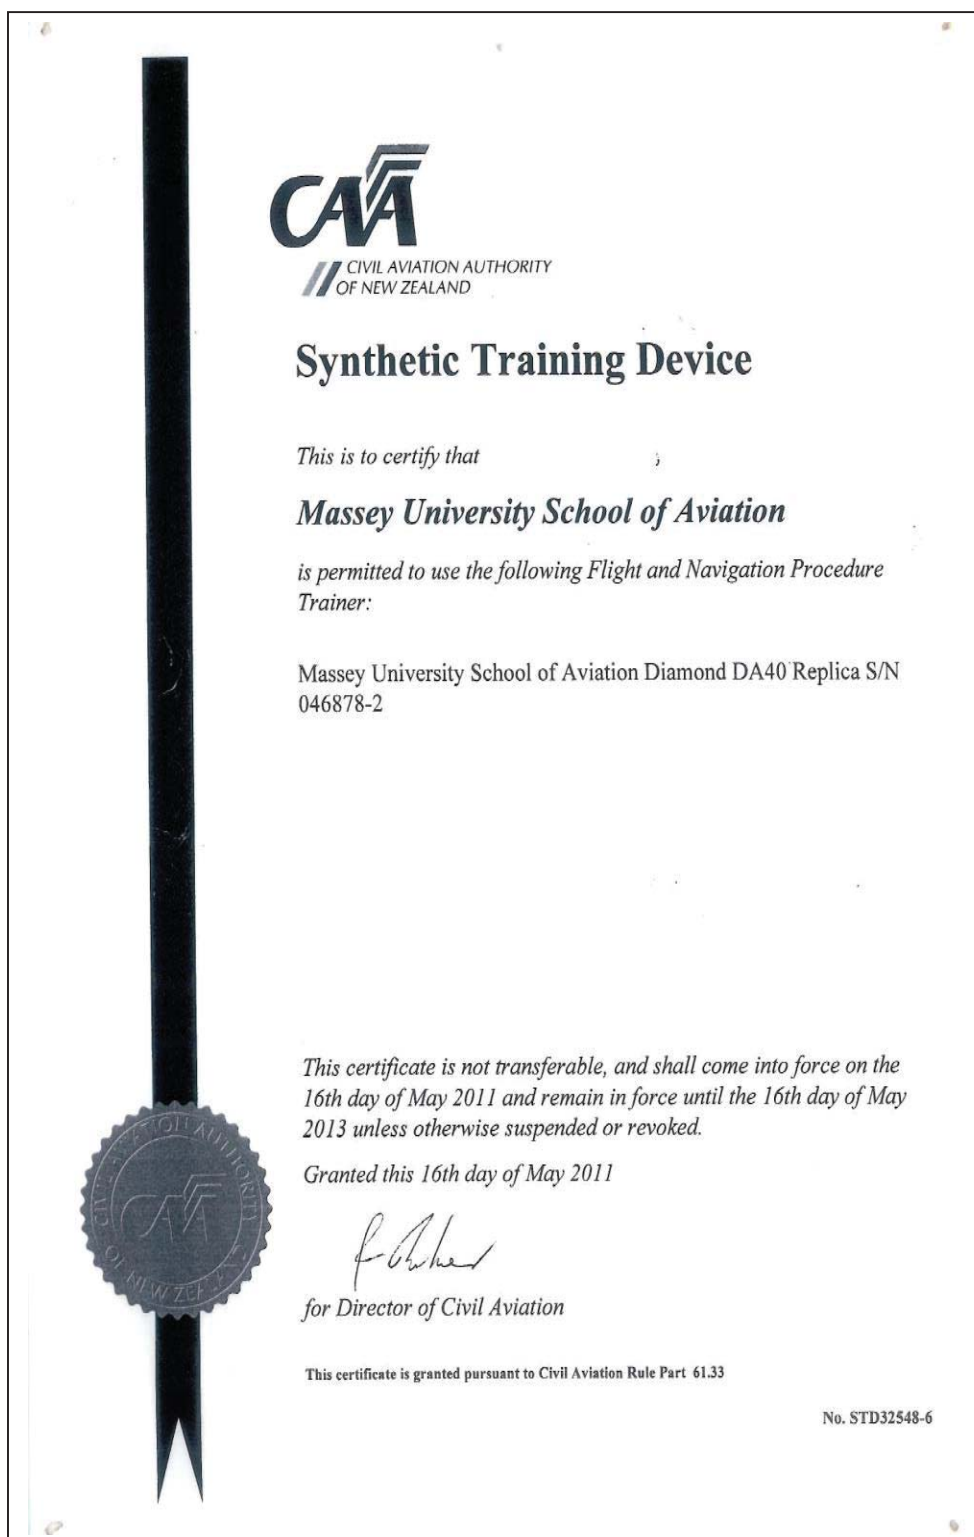 CAA
CIVIL AVIATION AUTHORITY
OF NEW ZEALAND
Synthetic Training Device
This is to certify that
Massey University School of Aviation
is permitted to use the following Flight and Navigation Procedure
Trainer:
Massey University School of Aviation Diamond DA40 Replica S/N
046878-2
This certificate is not transferable, and shall come into force on the
16th day of May 2011 and remain in force until the 16th day of May
2013 unless otherwise suspended or revoked.
Granted this 16th day of May 2011
for Director of Civil Aviation
This certificate is granted pursuant to Civil Aviation Rule Part 61.33
No. STD32548-6
CIVIL AVIATION AUTHORITY
CAA
OF NEW ZEALAND